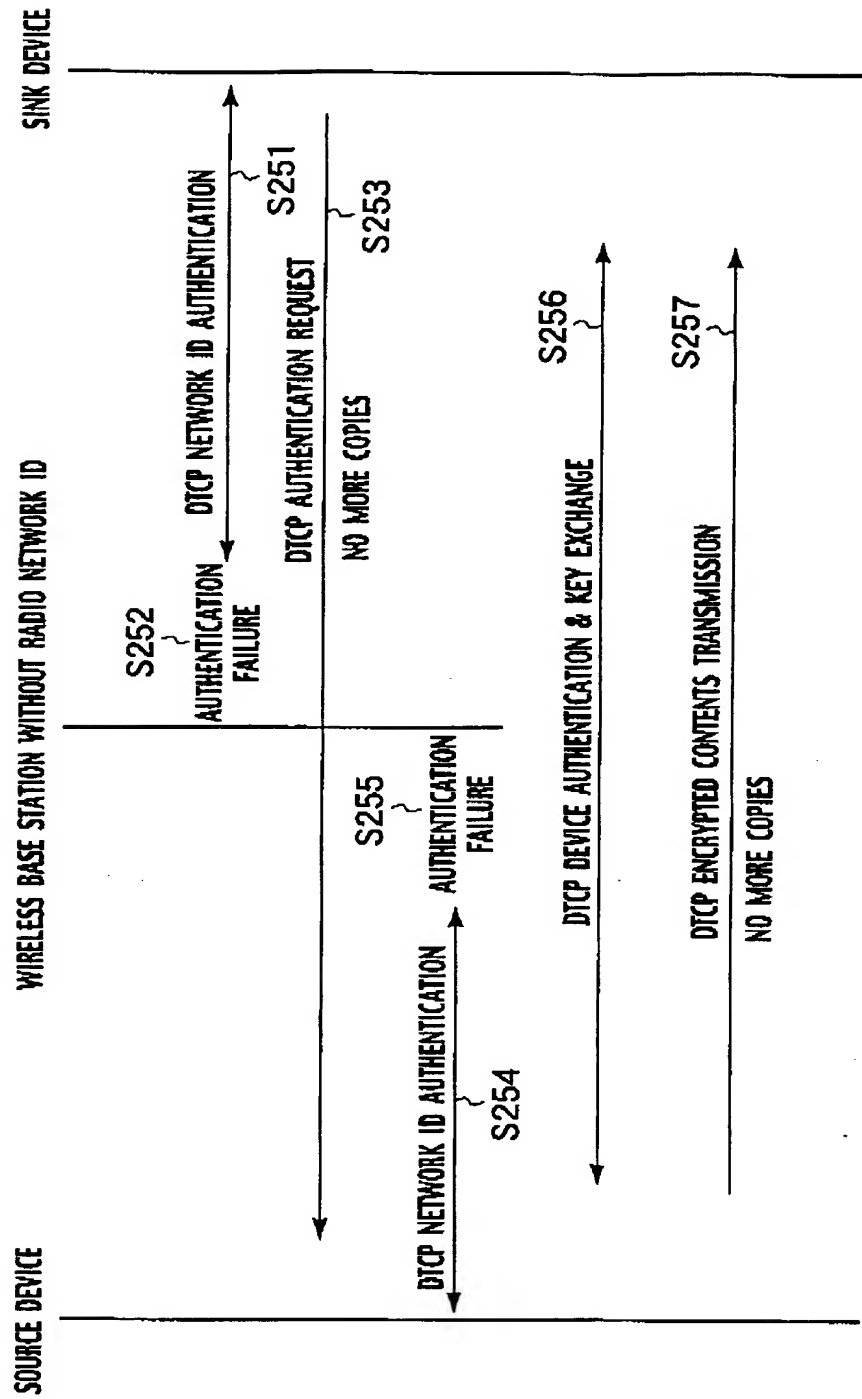 SOURCE DEVICE
WIRELESS BASE STATION WITHOUT RADIO NETWORK ID
SINK DEVICE
DTCP NETWORK ID AUTHENTICATION
S251
S252
AUTHENTICATION
FAILURE
DTCP AUTHENTICATION REQUEST
S253
NO MORE COPIES
DTCP NETWORK ID AUTHENTICATION
S254
S255
AUTHENTICATION
FAILURE
DTCP DEVICE AUTHENTICATION & KEY EXCHANGE
S256
DTCP ENCRYPTED CONTENTS TRANSMISSION
S257
NO MORE COPIES